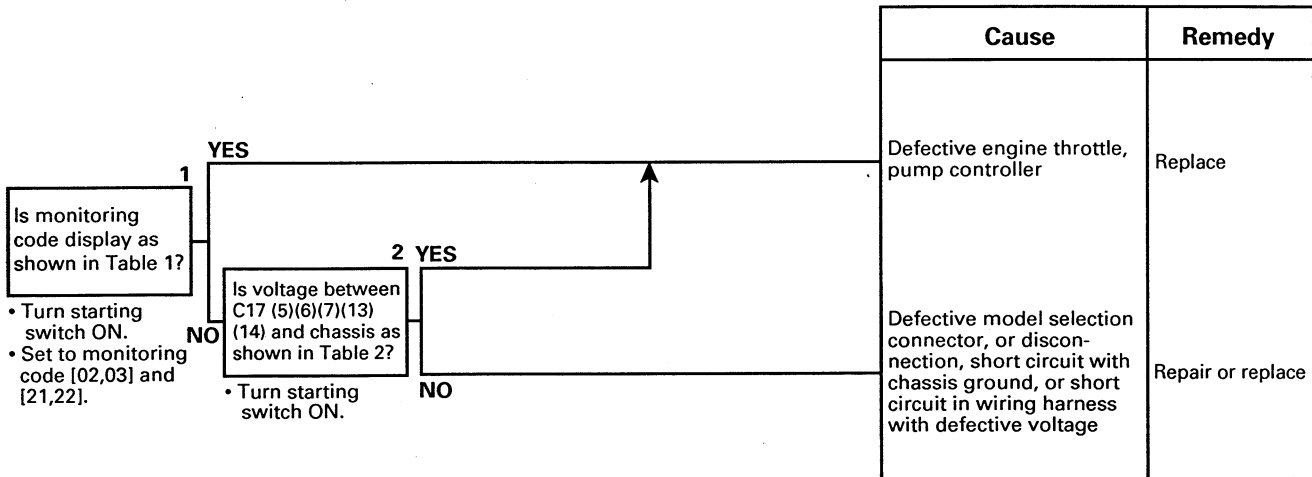 Cause
Remedy
YES
1
Is monitoring
code display as
shown in Table 1?
• Turn starting
switch ON.
• Set to monitoring
code [02,03] and
[21,22].
NO
2
YES
Is voltage between
C17 (5)(6)(7)(13)
(14) and chassis as
shown in Table 2?
• Turn starting
switch ON.
NO
Defective engine throttle,
pump controller
Replace
Defective model selection
connector, or discon-
nection, short circuit with
chassis ground, or short
circuit in wiring harness
with defective voltage
Repair or replace